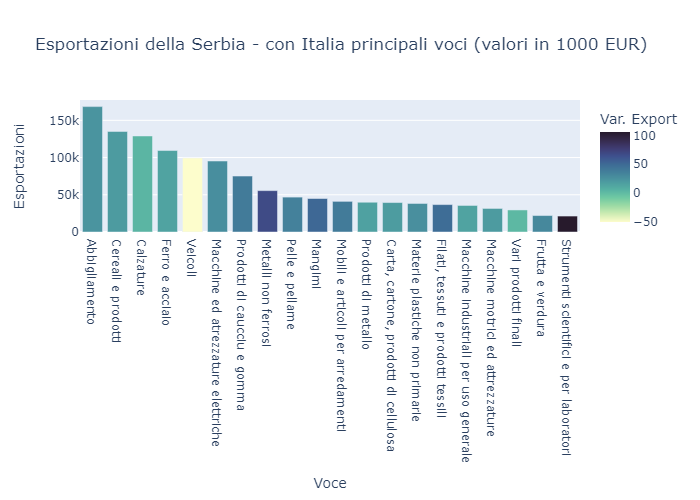 Esportazioni della Serbia - con Italia principali voci (valori in 1000 EUR)
Esportazioni
150k
100k
50k
0
Abbigliamento
Cereali e prodotti
Calzature
Ferro e acciaio
Veicoli
Macchine ed atrezzature elettriche
Prodotti di caucciu e gomma
Metalli non ferrosi
Pelle e pellame
Mangimi
Mobili e articoli per arredamenti
Prodotti di metallo
Carta, cartone, prodotti di cellulosa
Materie plastiche non primarie
Filati, tessuti e prodotti tessili
Macchine industriali per uso generale
Macchine motrici ed attrezzature
Vari prodotti finali
Frutta e verdura
Strumenti scientifici e per laboratori
Voce
Var. Export
100
50
0
−50